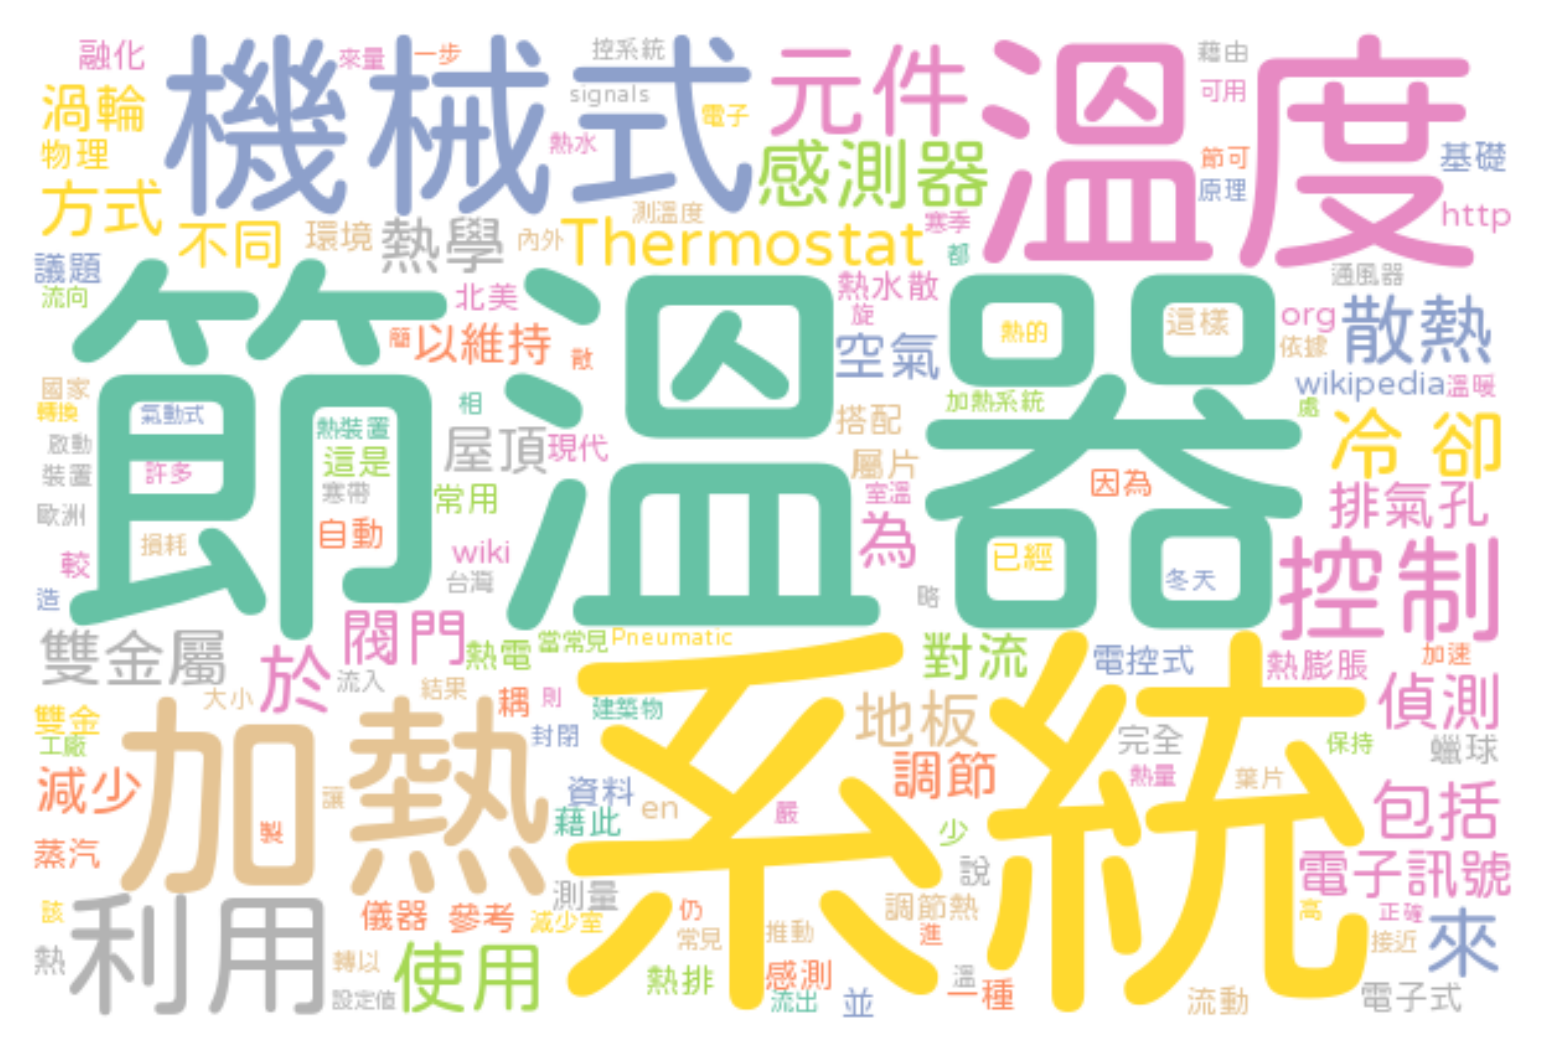 融化
機械式
來量
一步
控系統
signals
電子
熱水
元件
溫度
藉由
可用
節可
原理
基礎
http
渦輪
物理
方式
不同
環境
熱學
內外
Thermostat
測溫度
感測器
寒季
都
通風器
議題
流向
北美
節溫器
簡
以維持
散
熱水散
旋
空氣
熱的
這樣
org
依據
散熱
wikipedia
溫暖
國家
轉換
氣動式
啟動
裝置
許多
歐洲
損耗
較
造
熱裝置
這是
寒帶
自動
相
屋頂
現代
常用
wiki
台灣
搭配
屬片
室溫
為
加熱系統
因為
已經
冬天
略
處
冷卻
排氣孔
控制
雙金屬
於
閥門
熱電
當常見
Pneumatic
對流
電控式
熱膨脹
加速
偵測
蠟球
大小
流入
結果
耦
則
建築物
封閉
雙金
工廠
減少
蒸汽
加熱
製
讓
系統
資料
藉此
en
嚴
地板
調節
少
說
完全
熱量
葉片
保持
包括
電子訊號
該
熱
利用
儀器
參考
測量
減少室
轉以
設定值
使用
仍
常見
熱排
推動
感測
流出
並
調節熱
進
溫
一種
高
正確
接近
來
流動
電子式